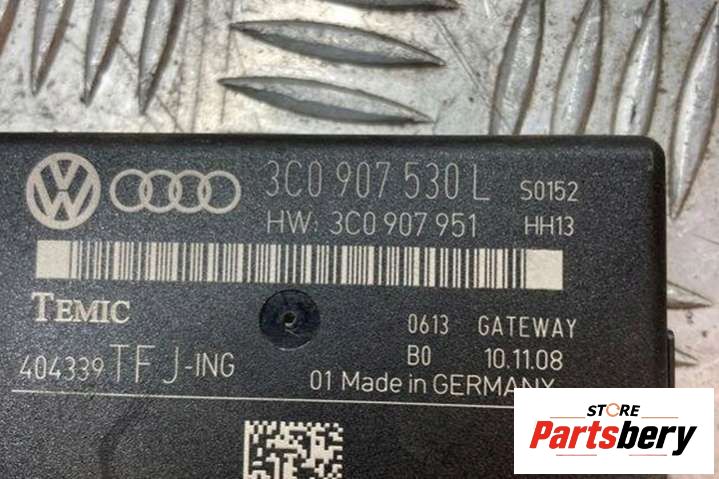 3C0 907 530 L S0152
HW: 3C0 907 951 HH13
TEMIC
0613 GATEWAY
404339 TFJ-ING B0 10.11.08
01 Made in GERMANY
STORE
Partsbery